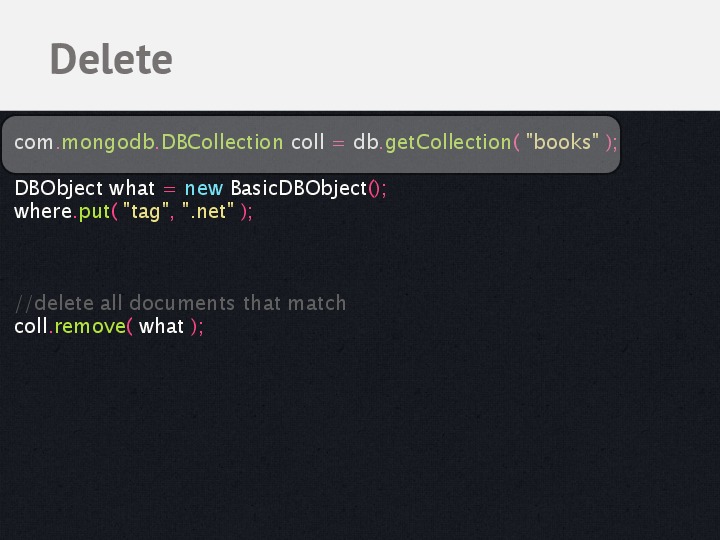 Delete
com.mongodb.DBCollection coll = db.getCollection( "books" );
DBObject what = new BasicDBObject();
where.put( "tag", ".net" );
//delete all documents that match
coll.remove( what );